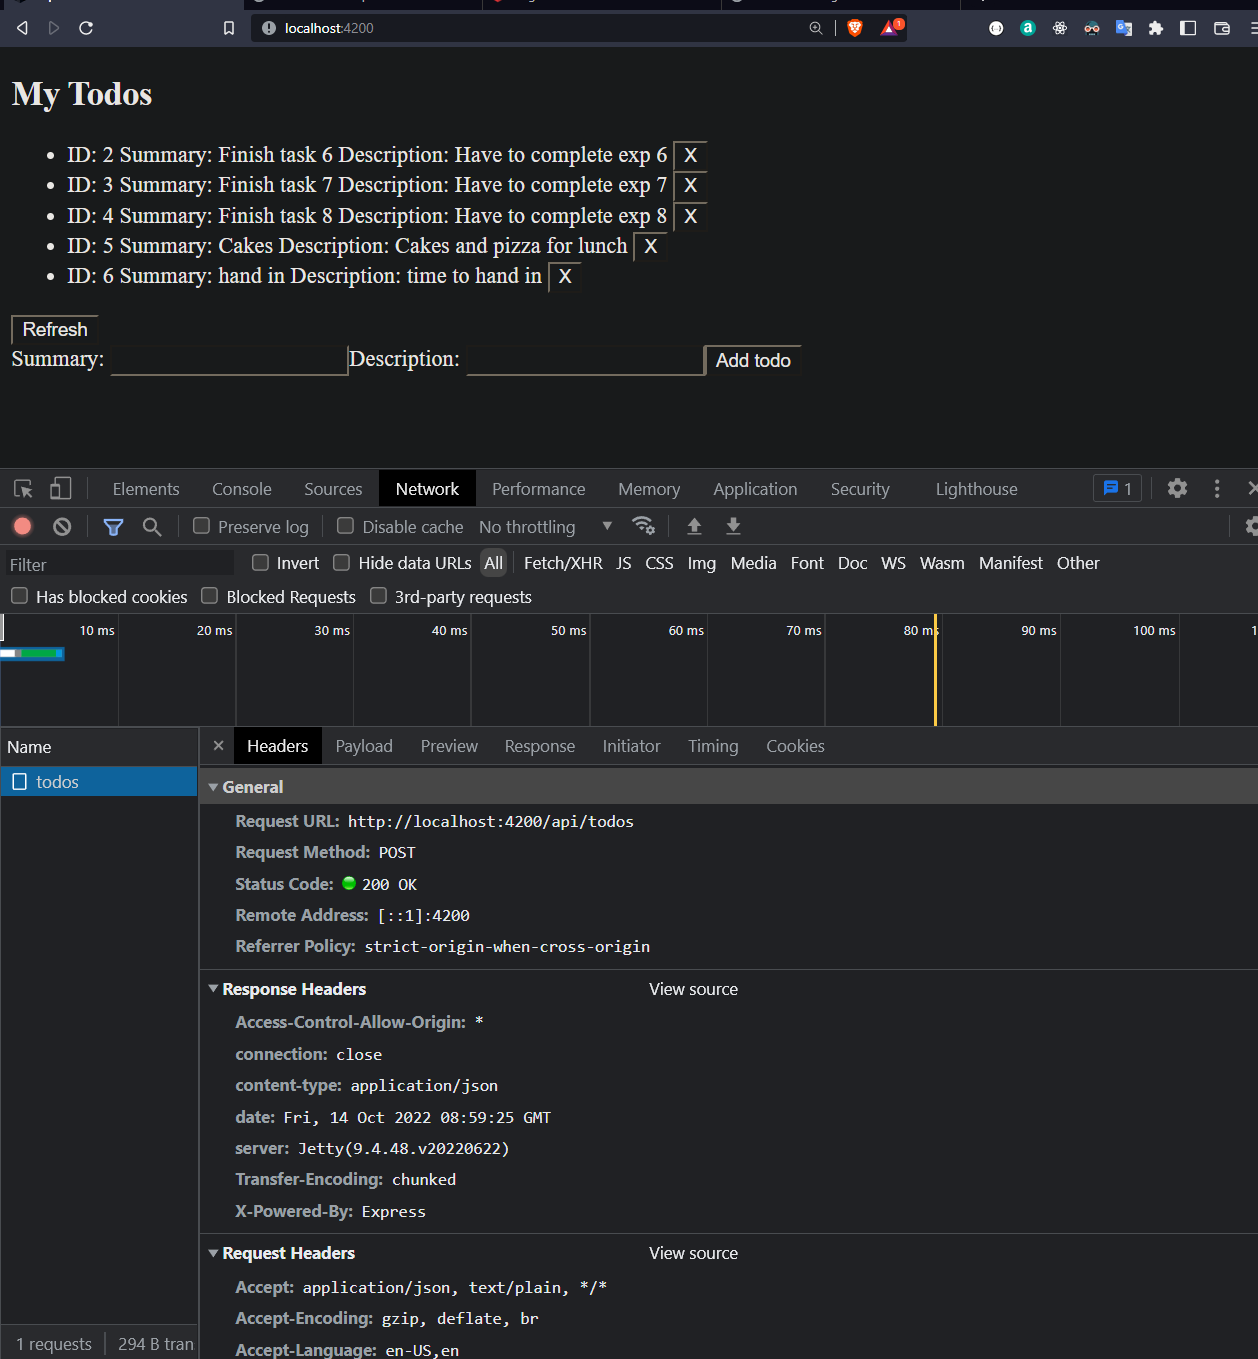 localhost:4200
1
My Todos
• ID: 2 Summary: Finish task 6 Description: Have to complete exp 6 X
• ID: 3 Summary: Finish task 7 Description: Have to complete exp 7 X
• ID: 4 Summary: Finish task 8 Description: Have to complete exp 8 X
• ID: 5 Summary: Cakes Description: Cakes and pizza for lunch X
• ID: 6 Summary: hand in Description: time to hand in X
Refresh
Summary: Description: Add todo
Elements Console Sources Network Performance Memory Application Security Lighthouse 1
Preserve log Disable cache No throttling
Filter Invert Hide data URLs All Fetch/XHR JS CSS Img Media Font Doc WS Wasm Manifest Other
Has blocked cookies Blocked Requests 3rd-party requests
10 ms 20 ms 30 ms 40 ms 50 ms 60 ms 70 ms 80 ms 90 ms 100 ms 1
Name Headers Payload Preview Response Initiator Timing Cookies
todos
General
Request URL: http://localhost:4200/api/todos
Request Method: POST
Status Code: 200 OK
Remote Address: [::1]:4200
Referrer Policy: strict-origin-when-cross-origin
Response Headers View source
Access-Control-Allow-Origin: *
connection: close
content-type: application/json
date: Fri, 14 Oct 2022 08:59:25 GMT
server: Jetty(9.4.48.v20220622)
Transfer-Encoding: chunked
X-Powered-By: Express
Request Headers View source
Accept: application/json, text/plain, */*
Accept-Encoding: gzip, deflate, br
Accept-Language: en-US,en
1 requests 294 B tran